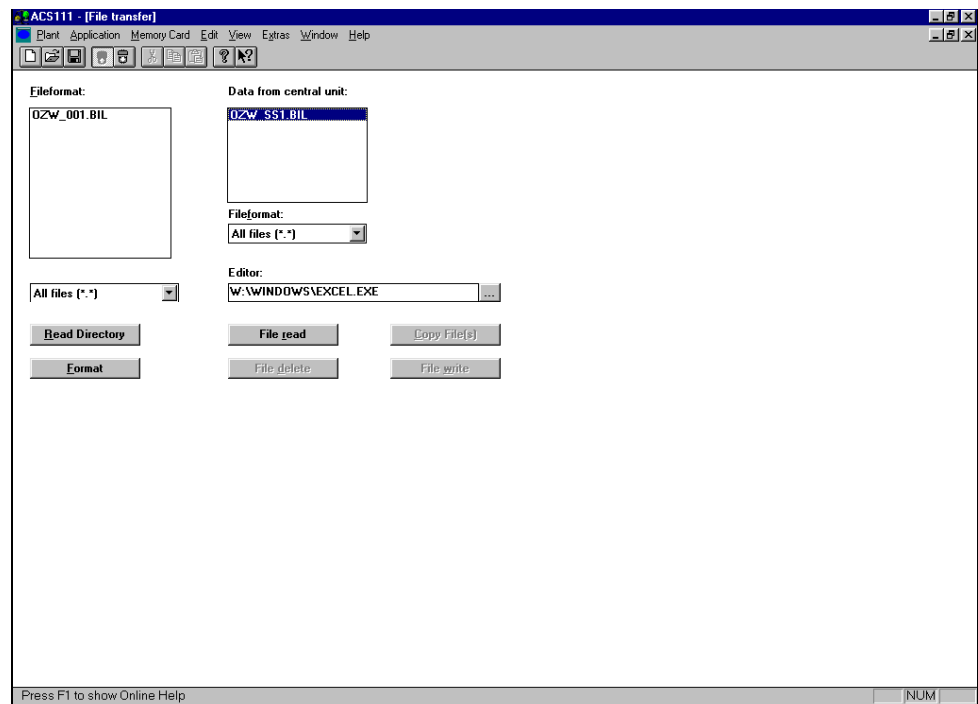 ACS111 - [File transfer]
Plant Application Memory Card Edit View Extras Window Help
Fileformat:
Data from central unit:
OZW_001.BIL
OZW_SS1.BIL
Fileformat:
All files (*.*)
Editor:
All files (*.*)
W:\WINDOWS\EXCEL.EXE
...
Read Directory
File read
Copy File(s)
Format
File delete
File write
Press F1 to show Online Help
NUM